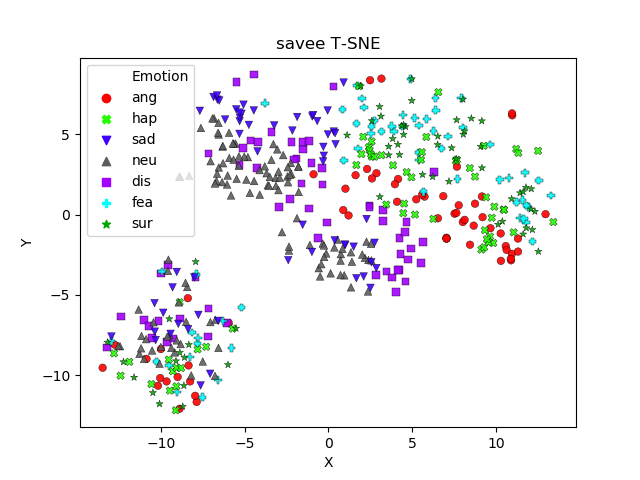 savee T-SNE
Emotion
ang
hap
sad
neu
dis
fea
sur
Y
5
0
−5
−10
−10
−5
0
5
10
X